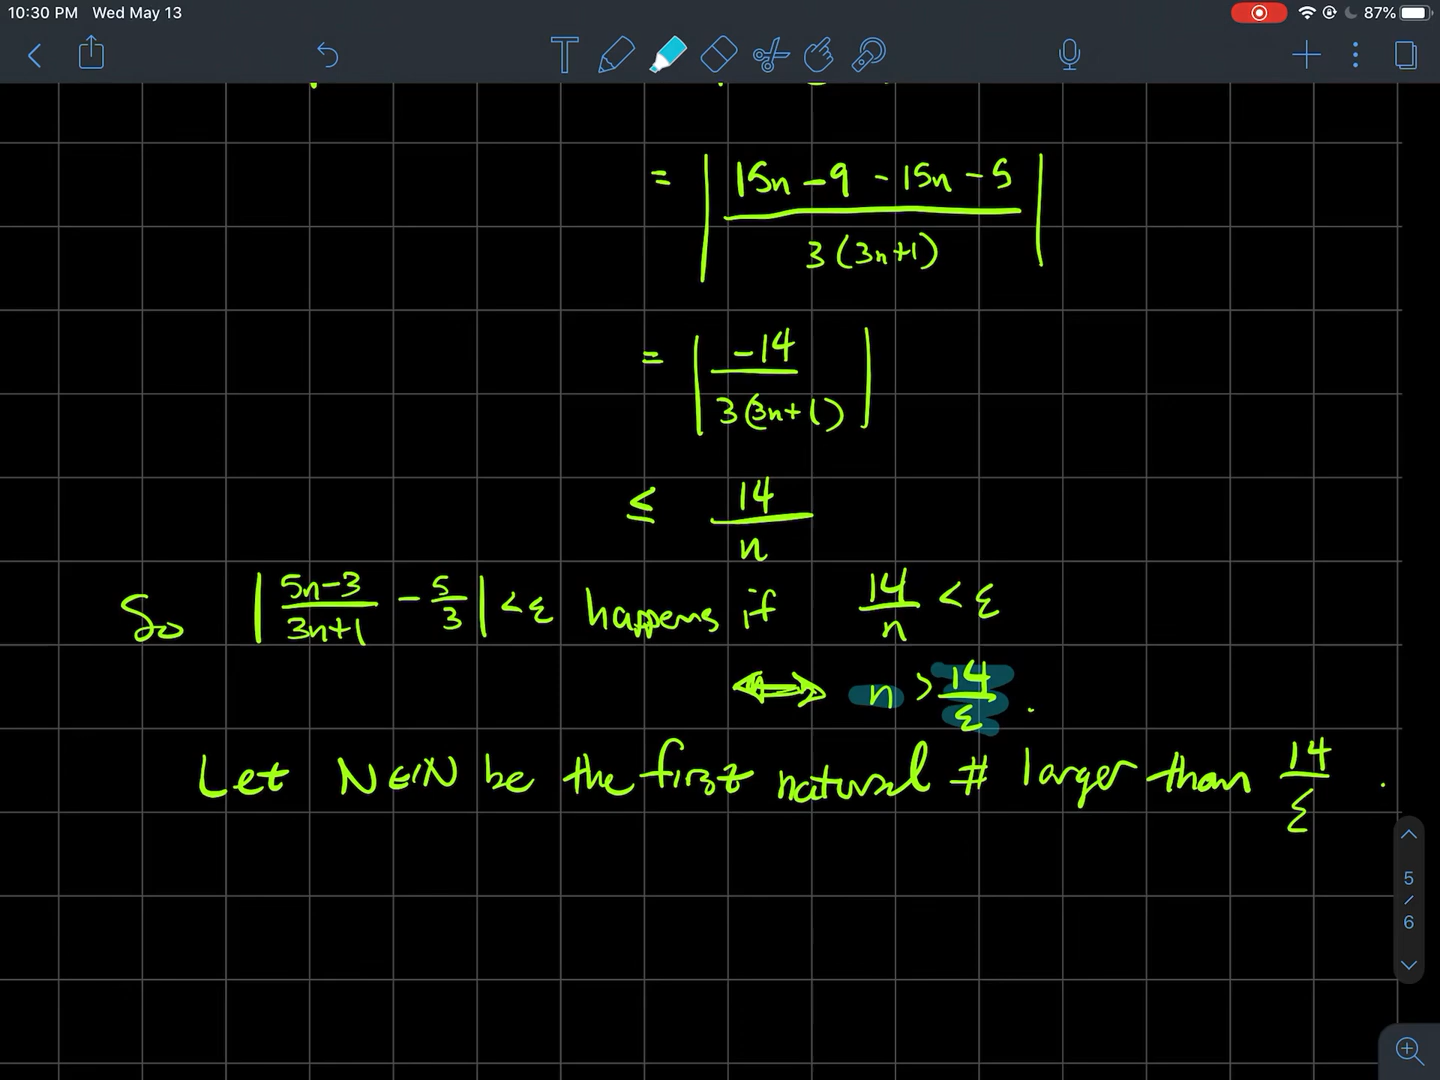 10:30 PM Wed May 13 87%
= | (15n - 9 - 15n - 5) / 3(3n+1) |
= | -14 / 3(3n+1) |
≤ 14/n
So | (5n-3)/(3n+1) - 5/3 | < ε happens if 14/n < ε
⟺ n > 14/ε .
Let N∈ℕ be the first natural # larger than 14/ε .
5 / 6